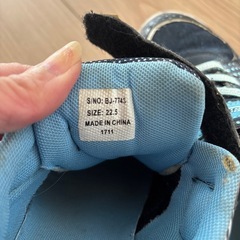 S/NO: BJ-7745
SIZE: 22.5
MADE IN CHINA
1711